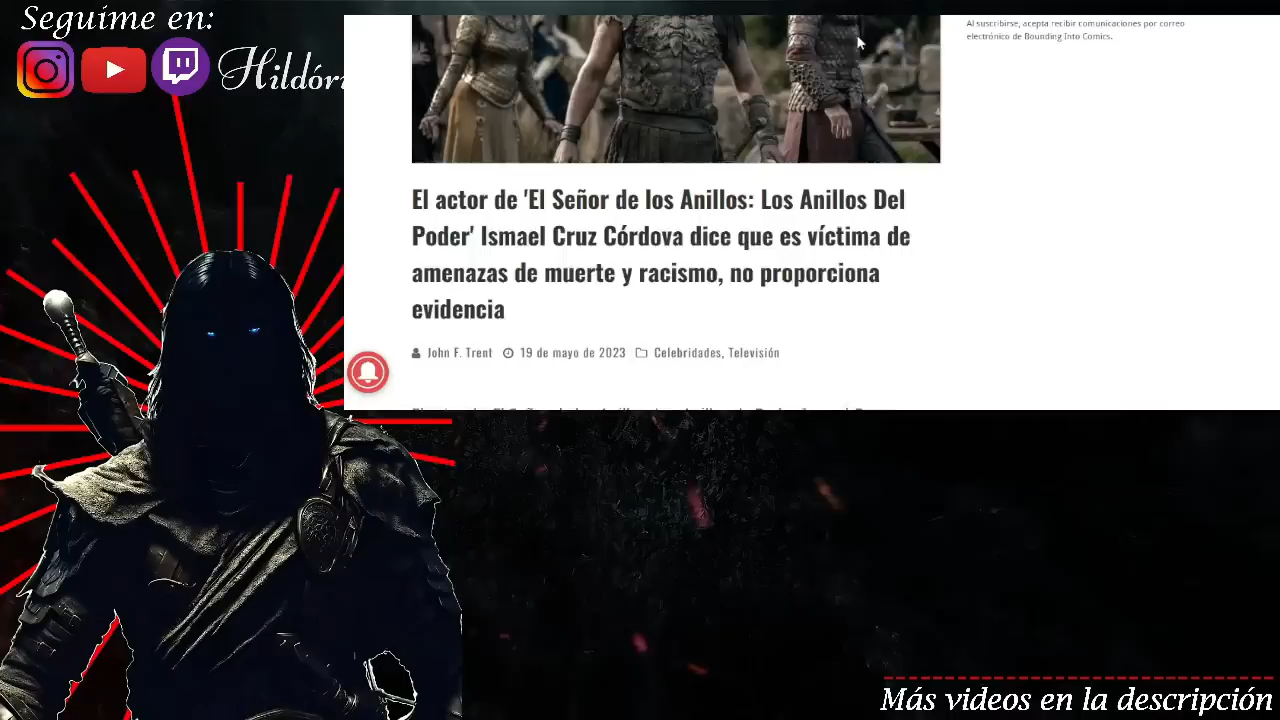 Seguime en:
Hildóri
Al suscribirse, acepta recibir comunicaciones por correo
electrónico de Bounding Into Comics.
El actor de 'El Señor de los Anillos: Los Anillos Del
Poder' Ismael Cruz Córdova dice que es víctima de
amenazas de muerte y racismo, no proporciona
evidencia
John F. Trent 19 de mayo de 2023 Celebridades, Televisión
Más videos en la descripción